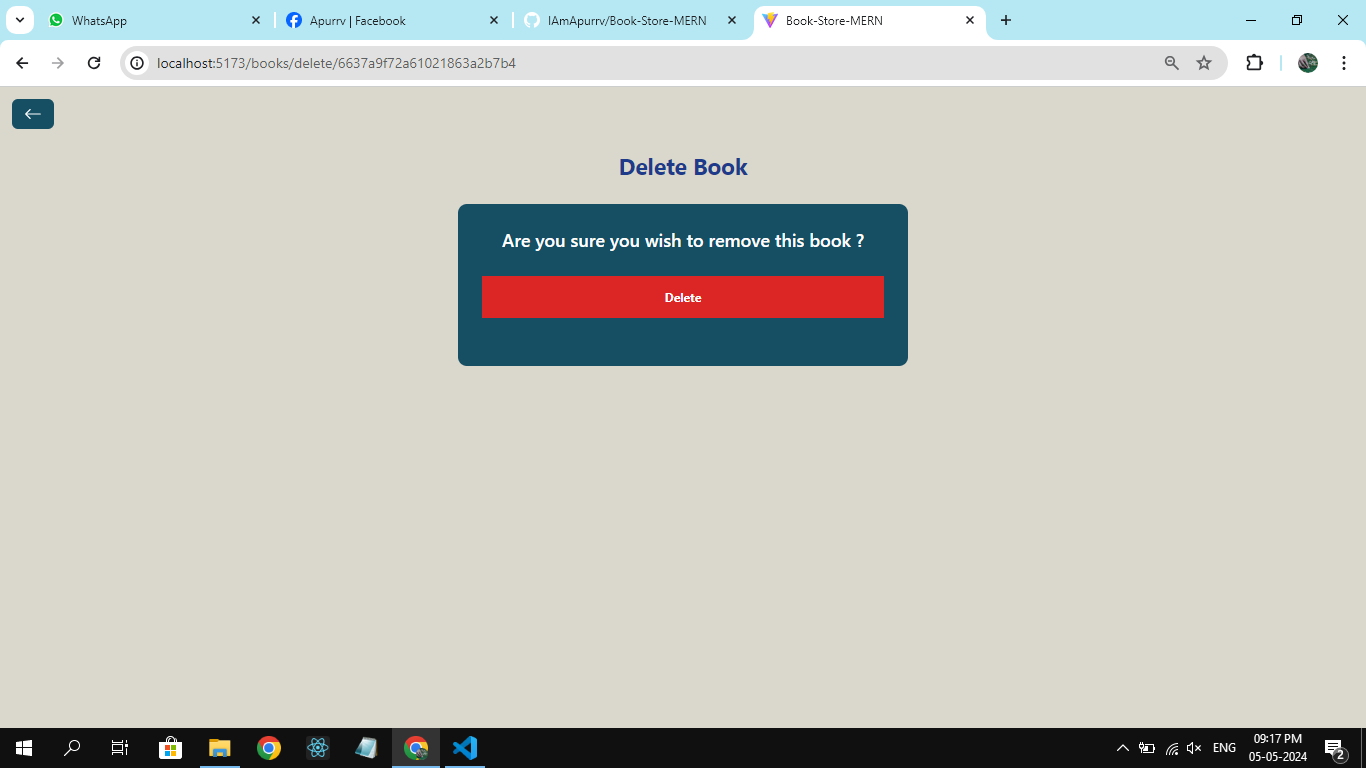 WhatsApp
Apurrv | Facebook
IAmApurrv/Book-Store-MERN
Book-Store-MERN
localhost:5173/books/delete/6637a9f72a61021863a2b7b4
Delete Book
Are you sure you wish to remove this book ?
Delete
ENG
09:17 PM
05-05-2024
2